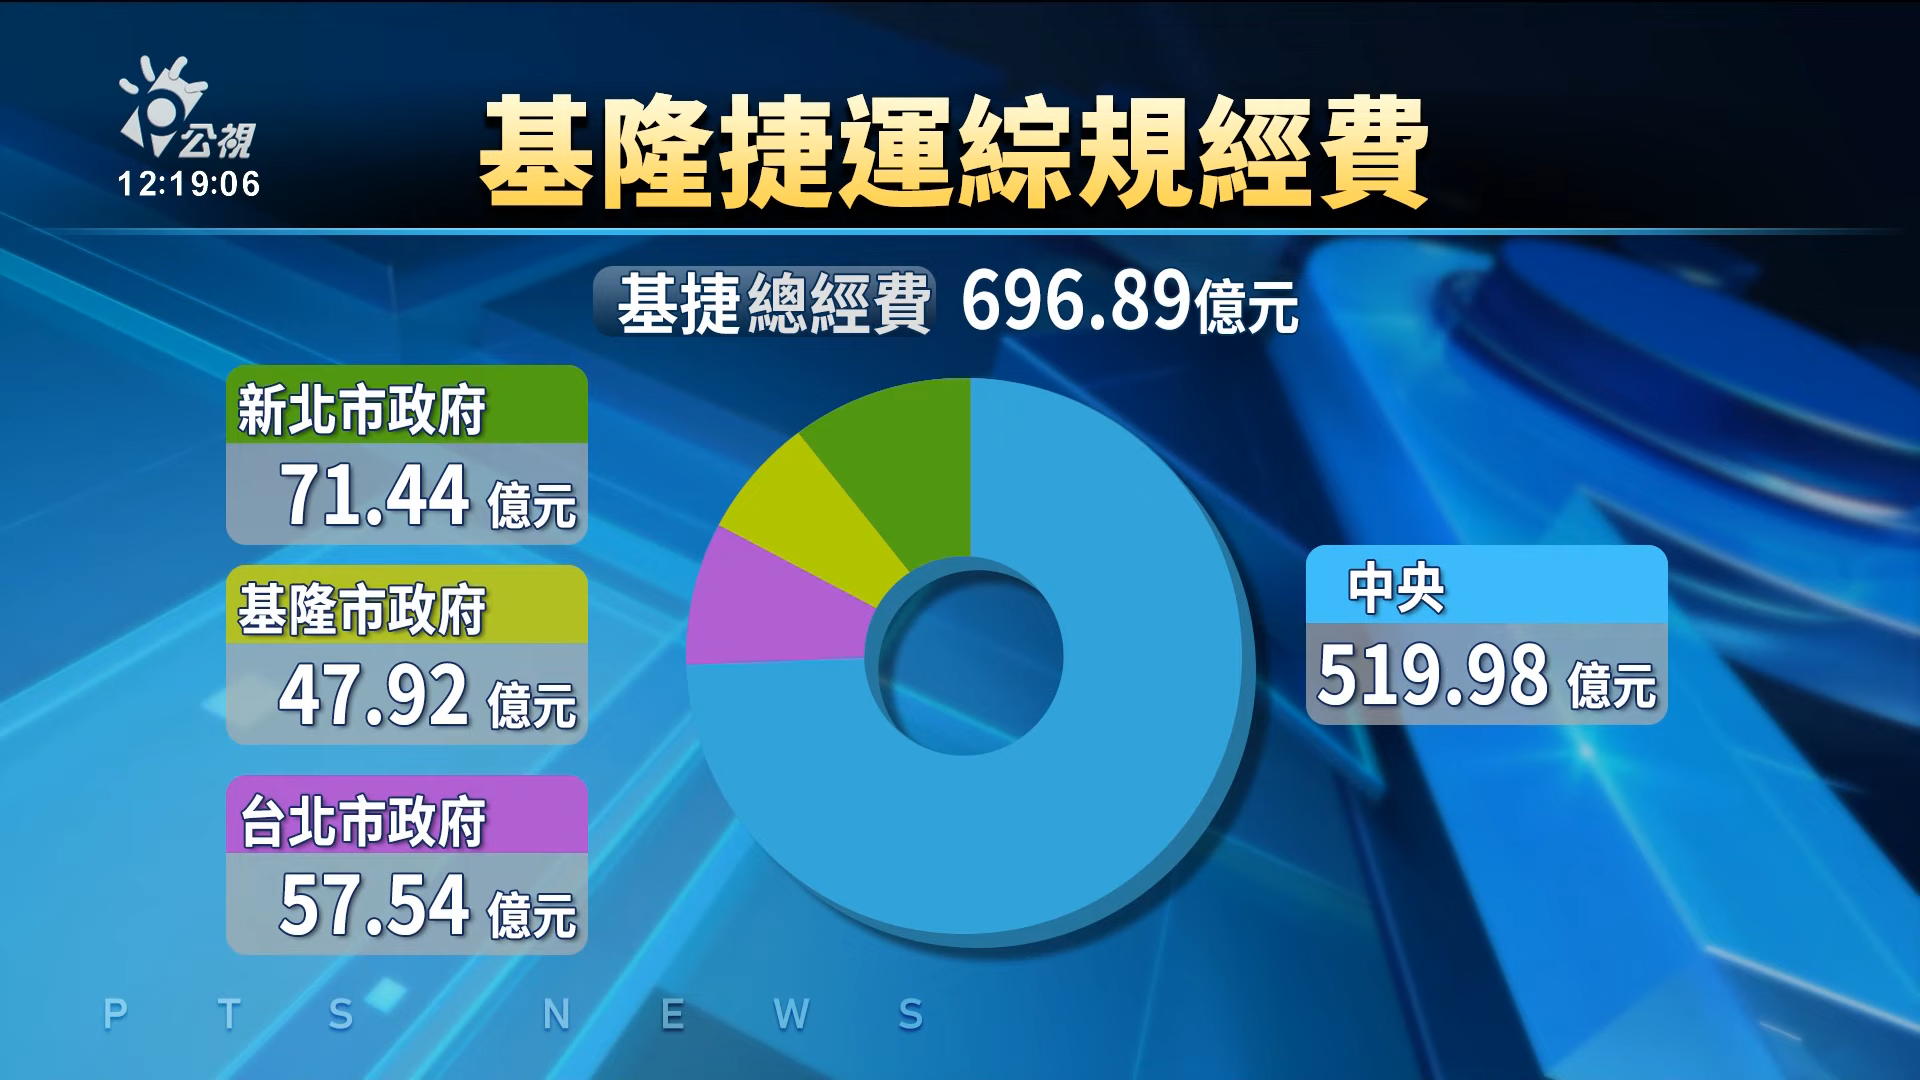 公視
12:19:06
基隆捷運綜規經費
基捷總經費 696.89億元
新北市政府
71.44 億元
基隆市政府
47.92 億元
台北市政府
57.54 億元
中央
519.98 億元
PTS NEWS